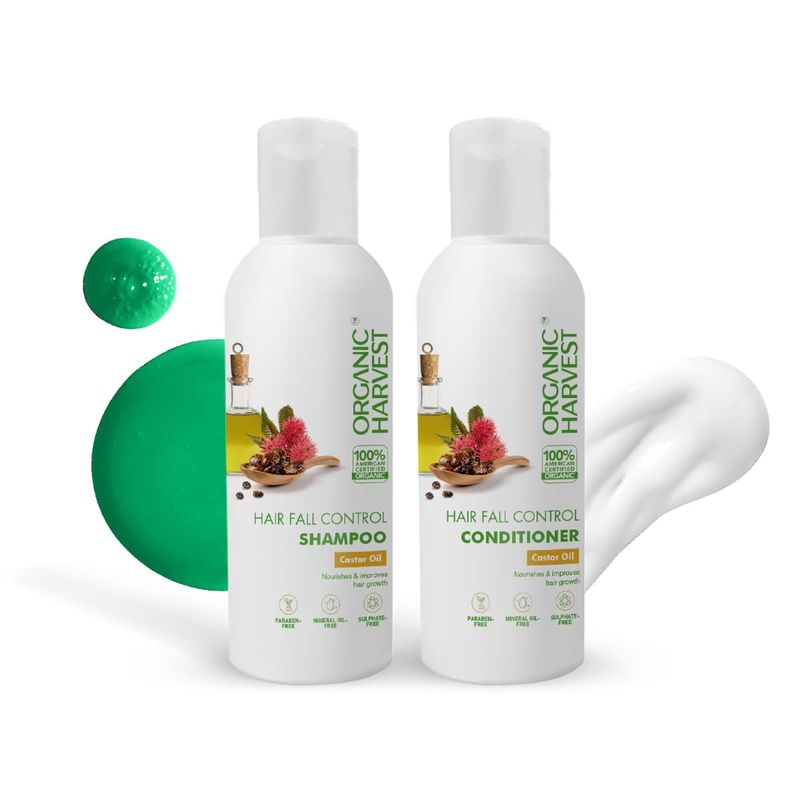 ORGANIC
HARVEST
100%
AMERICAN
CERTIFIED
ORGANIC
HAIR FALL CONTROL
SHAMPOO
Castor Oil
Nourishes & improves
hair growth
PARABEN-
FREE
MINERAL OIL-
FREE
SULPHATE-
FREE
ORGANIC
HARVEST
100%
AMERICAN
CERTIFIED
ORGANIC
HAIR FALL CONTROL
CONDITIONER
Castor Oil
Nourishes & improves
hair growth
PARABEN-
FREE
MINERAL OIL-
FREE
SULPHATE-
FREE